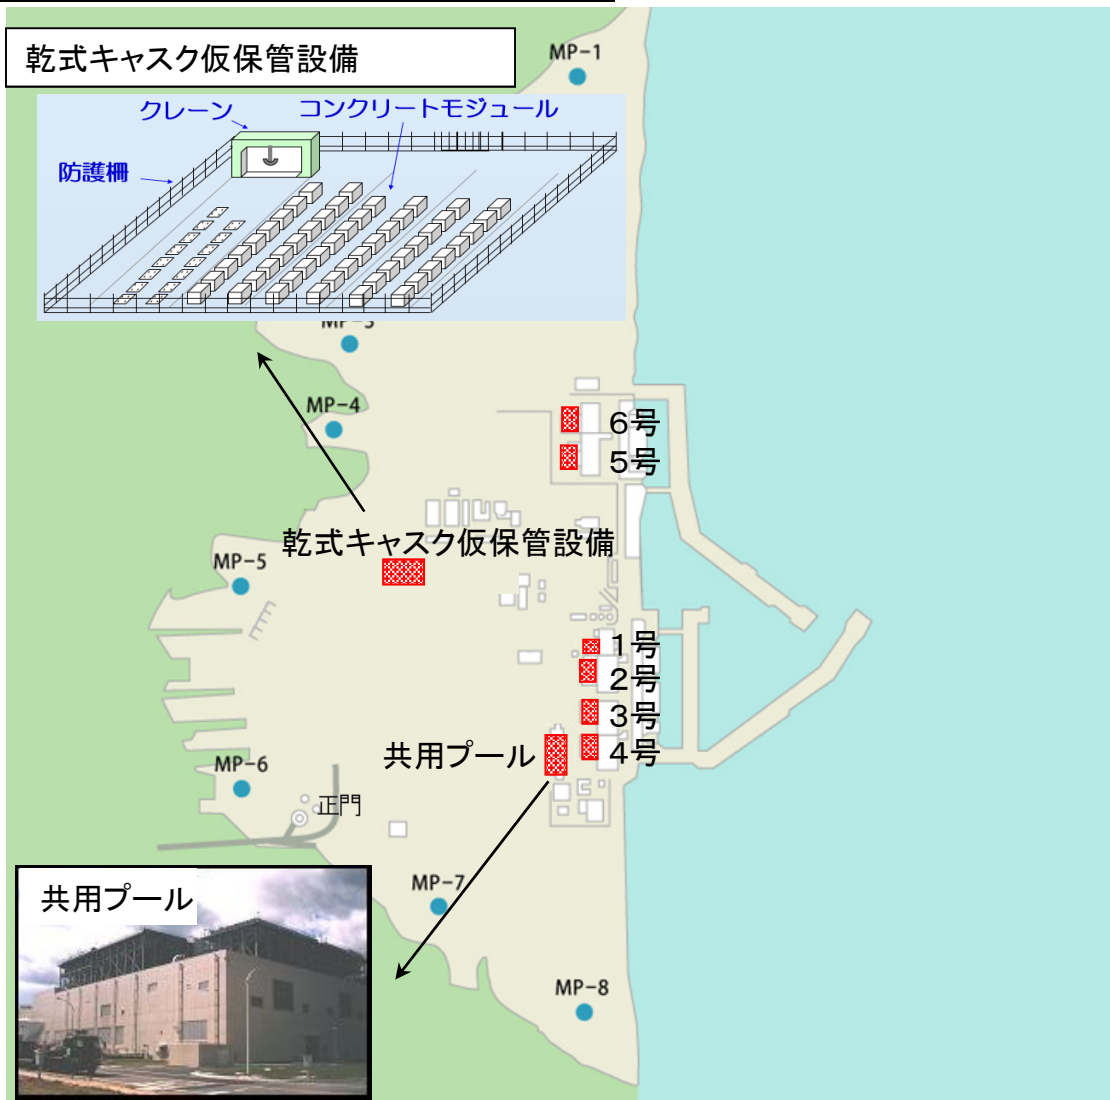 乾式キャスク仮保管設備
MP-1
クレーン
コンクリートモジュール
防護柵
MP-3
MP-4
6号
5号
乾式キャスク仮保管設備
MP-5
1号
2号
3号
共用プール
4号
MP-6
正門
共用プール
MP-7
MP-8